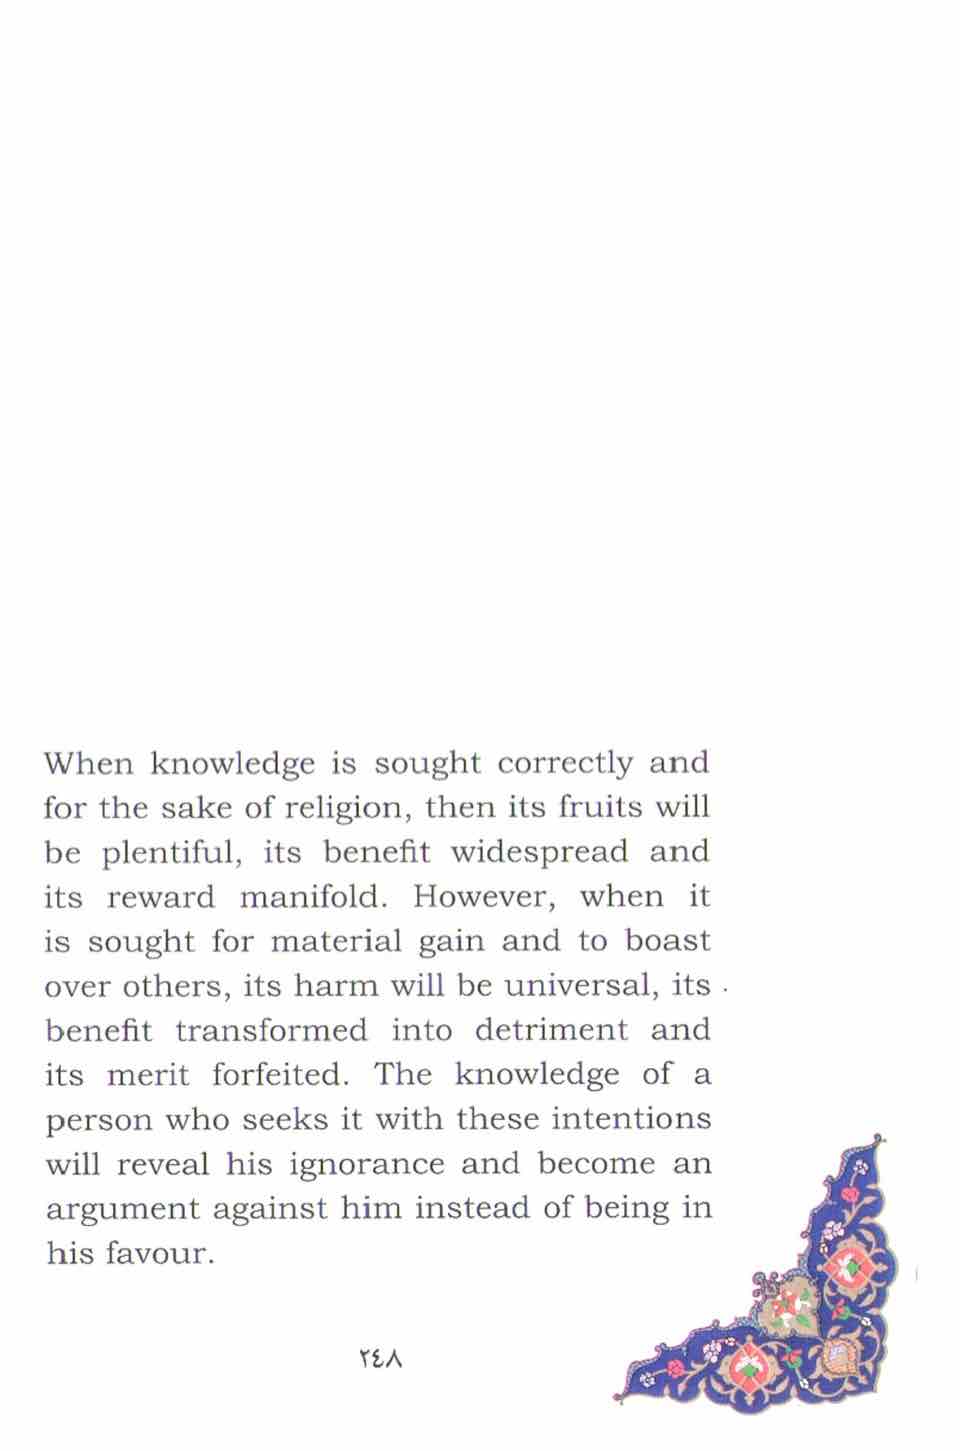 When knowledge is sought correctly and
for the sake of religion, then its fruits will
be plentiful, its benefit widespread and
its reward manifold. However, when it
is sought for material gain and to boast
over others, its harm will be universal, its
benefit transformed into detriment and
its merit forfeited. The knowledge of a
person who seeks it with these intentions
will reveal his ignorance and become an
argument against him instead of being in
his favour.
٢٤٨